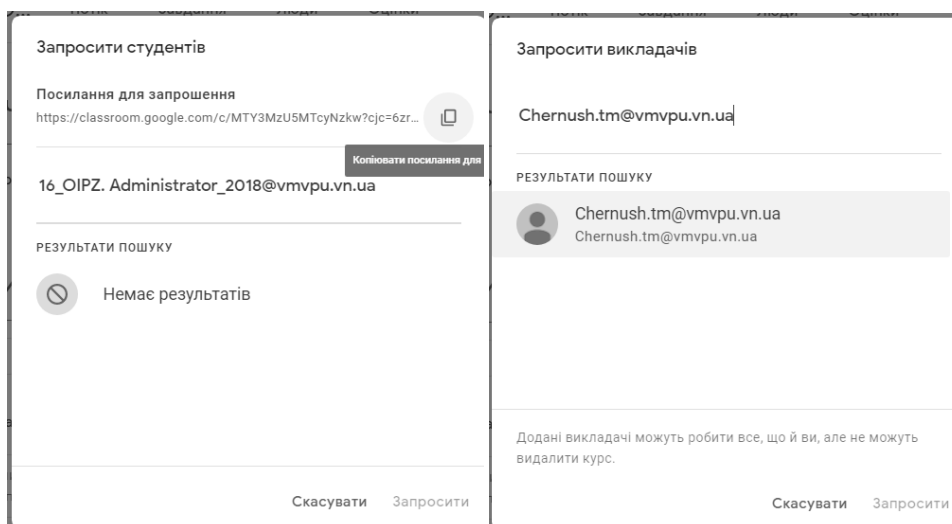 Запросити студентів
Посилання для запрошення
https://classroom.google.com/c/MTY3MzU5MTcyNzkw?cjc=6zr...
Копіювати посилання для
16_OIPZ. Administrator_2018@vmvpu.vn.ua
РЕЗУЛЬТАТИ ПОШУКУ
Немає результатів
Скасувати Запросити
Запросити викладачів
Chernush.tm@vmvpu.vn.ua
РЕЗУЛЬТАТИ ПОШУКУ
Chernush.tm@vmvpu.vn.ua
Chernush.tm@vmvpu.vn.ua
Додані викладачі можуть робити все, що й ви, але не можуть
видалити курс.
Скасувати Запросити